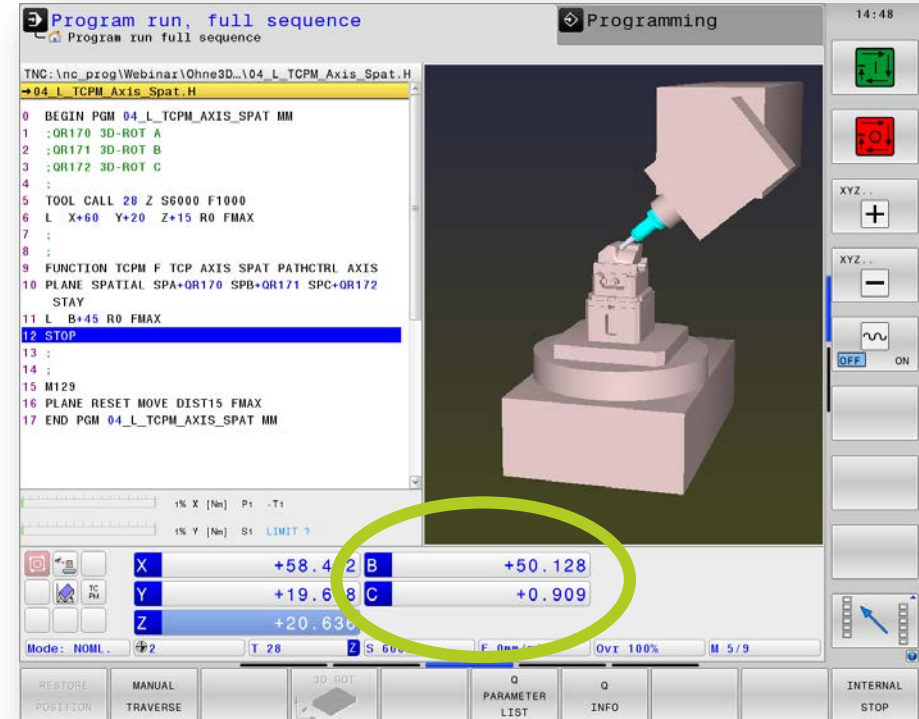 Program run, full sequence
Program run full sequence
Programming
14:48
TNC:\nc_prog\Webinar\Ohne3D…\04_L_TCPM_Axis_Spat.H
→04_L_TCPM_Axis_Spat.H
0 BEGIN PGM 04_L_TCPM_AXIS_SPAT MM
1 ;QR170 3D-ROT A
2 ;QR171 3D-ROT B
3 ;QR172 3D-ROT C
4 ;
5 TOOL CALL 28 Z S6000 F1000
6 L X+60 Y+20 Z+15 R0 FMAX
7 ;
8 ;
9 FUNCTION TCPM F TCP AXIS SPAT PATHCTRL AXIS
10 PLANE SPATIAL SPA+QR170 SPB+QR171 SPC+QR172
STAY
11 L B+45 R0 FMAX
12 STOP
13 ;
14 ;
15 M129
16 PLANE RESET MOVE DIST15 FMAX
17 END PGM 04_L_TCPM_AXIS_SPAT MM
XYZ..
+
XYZ..
−
OFF ON
1% X [Nm] P1 -T1
1% Y [Nm] S1 LIMIT ?
X B +50.128
TC PM Y C +0.909
Z +20.636
Mode: NOML. 2 T 28 Z Ovr 100% M 5/9
RESTORE POSITION
MANUAL TRAVERSE
3D ROT
Q PARAMETER LIST
Q INFO
INTERNAL STOP